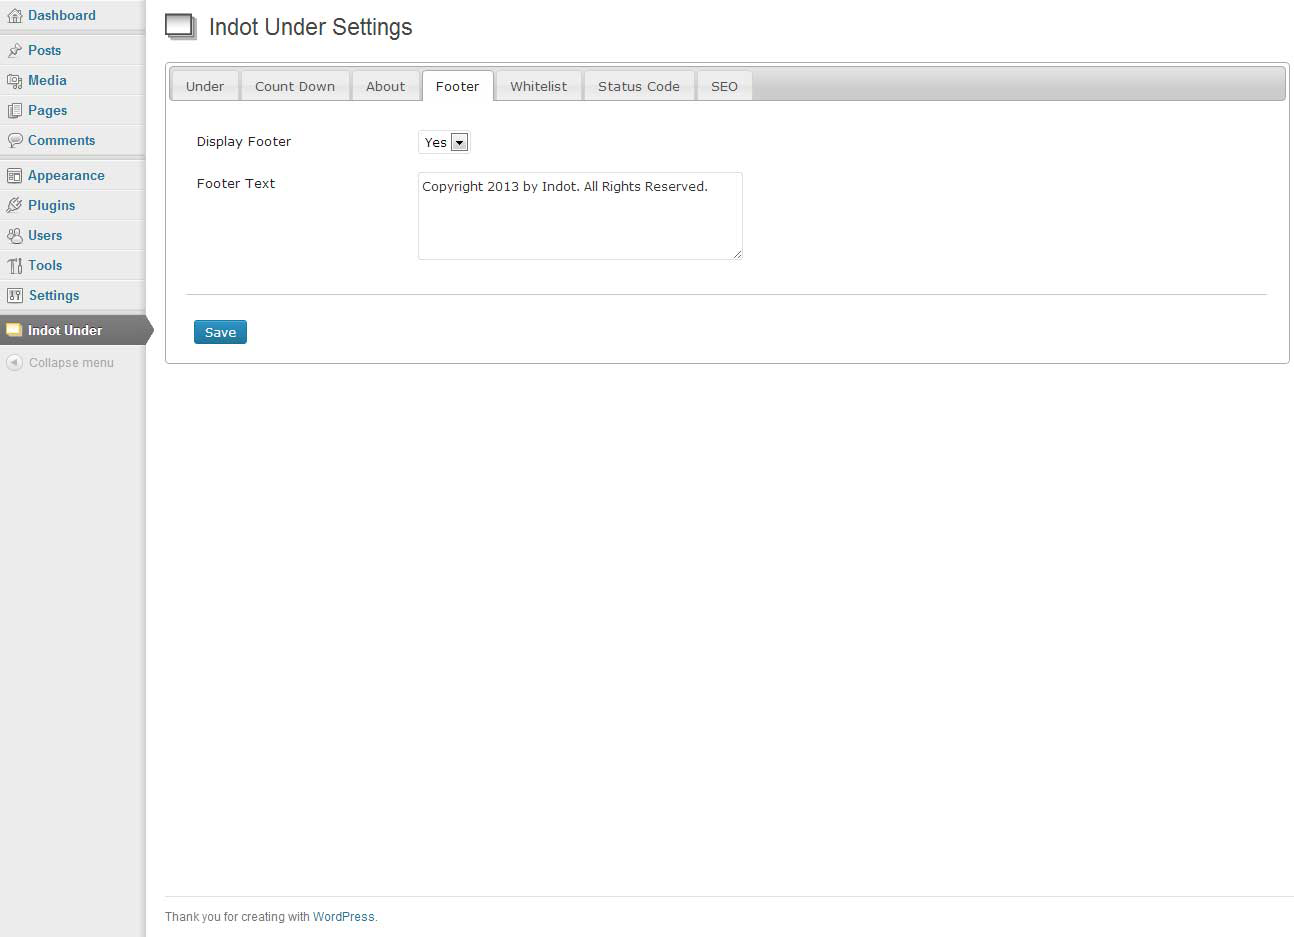 Dashboard
Posts
Media
Pages
Comments
Appearance
Plugins
Users
Tools
Settings
Indot Under
Collapse menu
Indot Under Settings
Under Count Down About Footer Whitelist Status Code SEO
Display Footer Yes
Footer Text Copyright 2013 by Indot. All Rights Reserved.
Save
Thank you for creating with WordPress.